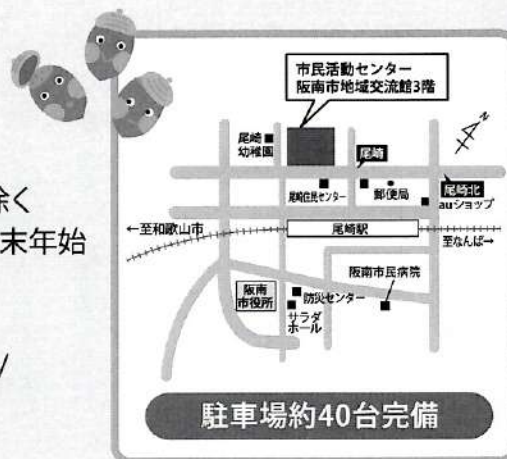 市民活動センター
阪南市地域交流館3階
N
尾崎
幼稚園
尾崎
尾崎住民センター
郵便局
尾崎北
auショップ
除く
末年始
←至和歌山市
尾崎駅
至なんば→
阪南市民病院
阪南
市役所
防災センター
サラダ
ホール
駐車場約40台完備